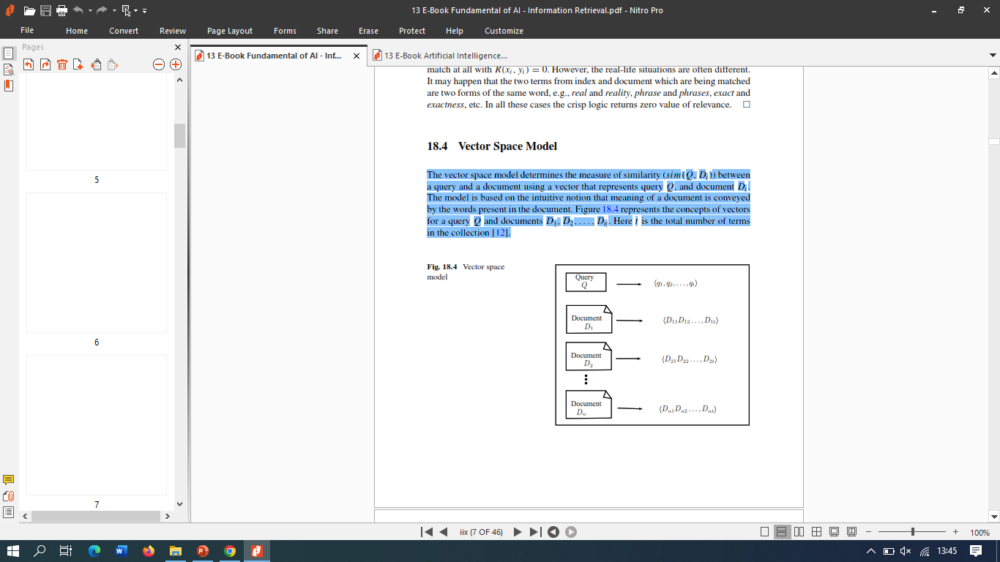 13 E-Book Fundamental of AI - Information Retrieval.pdf - Nitro Pro
File Home Convert Review Page Layout Forms Share Erase Protect Help Customize
Pages
13 E-Book Fundamental of AI - Inf...
13 E-Book Artificial Intelligence...
5
6
7
match at all with R(xᵢ, yᵢ) = 0. However, the real-life situations are often different.
It may happen that the two terms from index and document which are being matched
are two forms of the same word, e.g., real and reality, phrase and phrases, exact and
exactness, etc. In all these cases the crisp logic returns zero value of relevance. □
18.4 Vector Space Model
The vector space model determines the measure of similarity (sim(Q, Dᵢ)) between
a query and a document using a vector that represents query Q, and document Dᵢ.
The model is based on the intuitive notion that meaning of a document is conveyed
by the words present in the document. Figure 18.4 represents the concepts of vectors
for a query Q and documents D₁, D₂, . . . , Dₙ. Here t is the total number of terms
in the collection [12].
Fig. 18.4 Vector space
model
Query
Q
⟨q₁, q₂, . . . , qₜ⟩
Document
D₁
⟨D₁₁D₁₂ . . . , D₁ₜ⟩
Document
D₂
⟨D₂₁D₂₂ . . . , D₂ₜ⟩
Document
Dₙ
⟨Dₙ₁Dₙ₂ . . . , Dₙₜ⟩
iix (7 OF 46)
100%
13:45